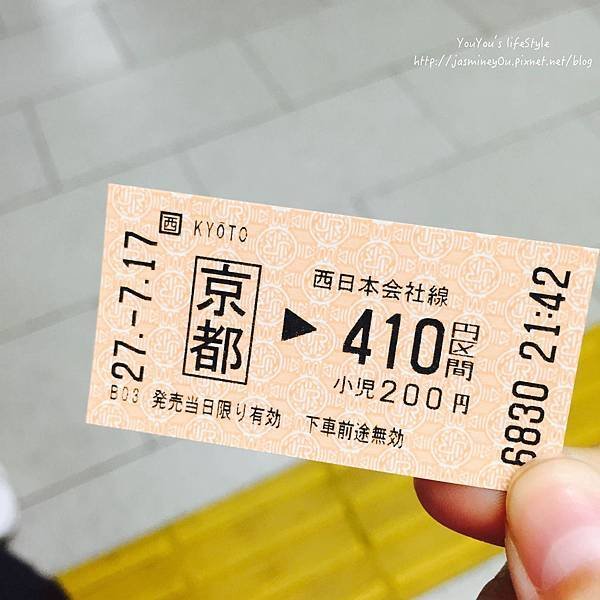 YouYou's lifeStyle
http://jasmineyOu.pixnet.net/blog
西 KYŌTO
西日本会社線
京都 ▶ 410円区間
小児200円
27.-7.17
B03 発売当日限り有効 下車前途無効
6830 21:42